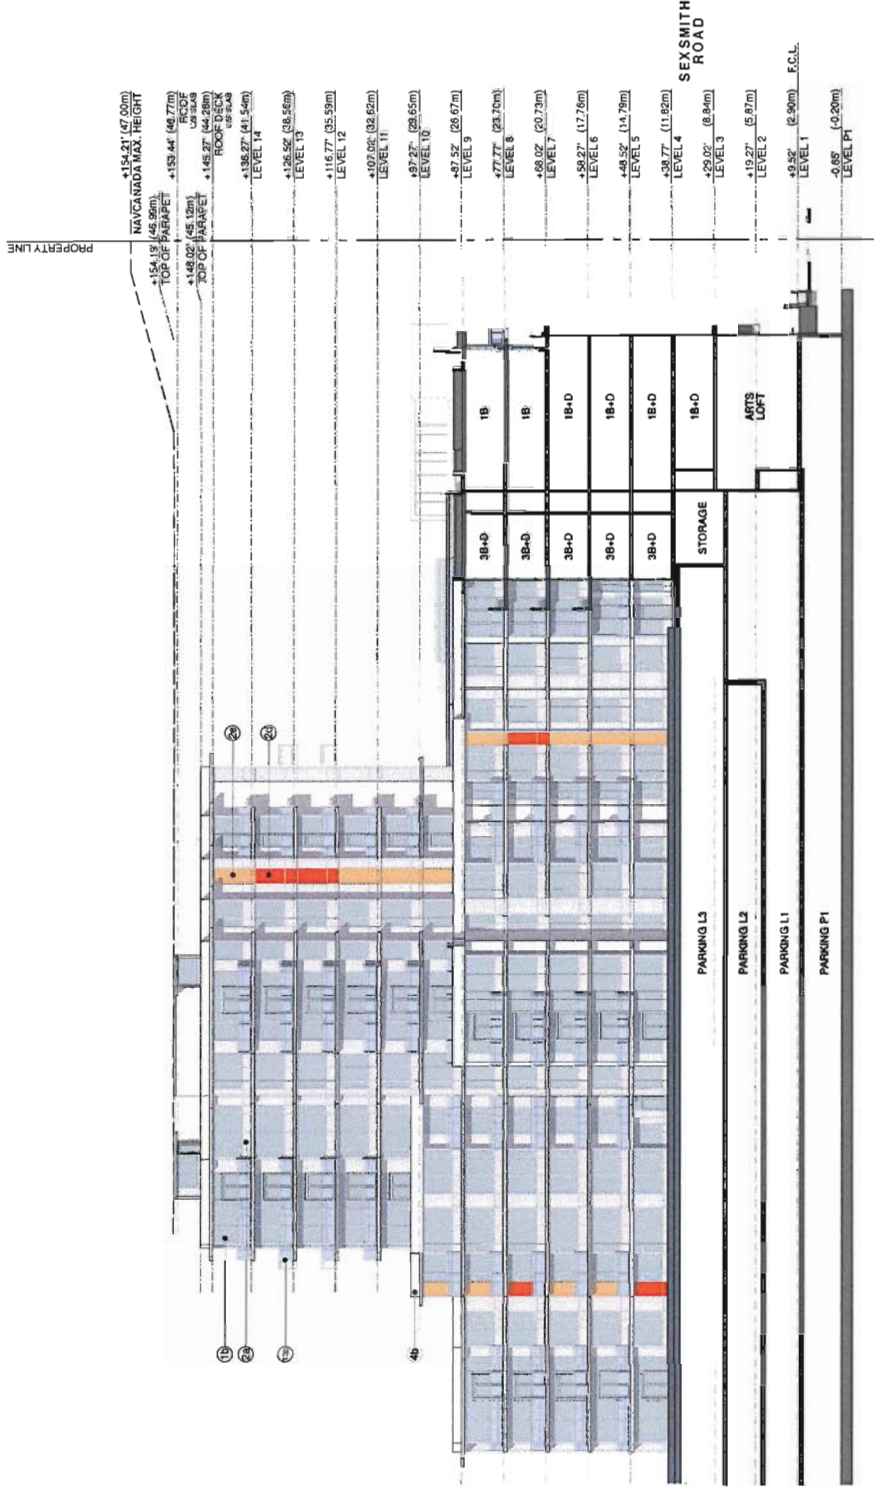 PROPERTY LINE
+154.21' (47.00m)
NAVCANADA MAX. HEIGHT
+154.19' (46.99m)
TOP OF PARAPET
+153.44' (46.77m)
ROOF
U/S SLAB
+148.02' (45.12m)
TOP OF PARAPET
+145.27' (44.28m)
ROOF DECK
U/S SLAB
+136.27' (41.54m)
LEVEL 14
+126.52' (38.56m)
LEVEL 13
+116.77' (35.59m)
LEVEL 12
+107.02' (32.62m)
LEVEL 11
+97.27' (29.65m)
LEVEL 10
+87.52' (26.67m)
LEVEL 9
+77.77' (23.70m)
LEVEL 8
+68.02' (20.73m)
LEVEL 7
+58.27' (17.76m)
LEVEL 6
+48.52' (14.79m)
LEVEL 5
+38.77' (11.82m)
LEVEL 4
+29.02' (8.84m)
LEVEL 3
+19.27' (5.87m)
LEVEL 2
+9.52' (2.90m) F.C.L.
LEVEL 1
-0.65' (-0.20m)
LEVEL P1
SEXSMITH
ROAD
1B
1B
1B+D
1B+D
1B+D
1B+D
ARTS
LOFT
3B+D
3B+D
3B+D
3B+D
3B+D
STORAGE
PARKING L3
PARKING L2
PARKING L1
PARKING P1
1b
2a
4b